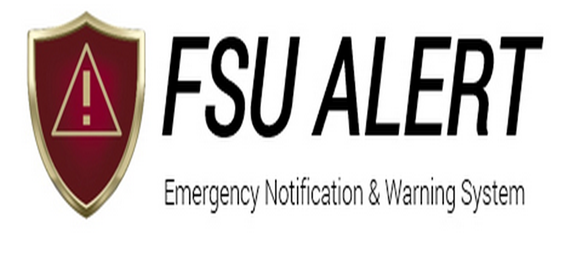 FSU ALERT
Emergency Notification & Warning System